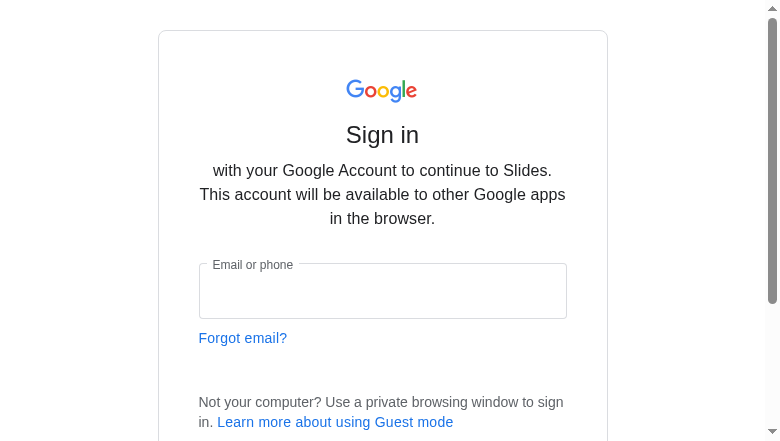 Google
Sign in
with your Google Account to continue to Slides.
This account will be available to other Google apps
in the browser.
Email or phone
Forgot email?
Not your computer? Use a private browsing window to sign
in. Learn more about using Guest mode